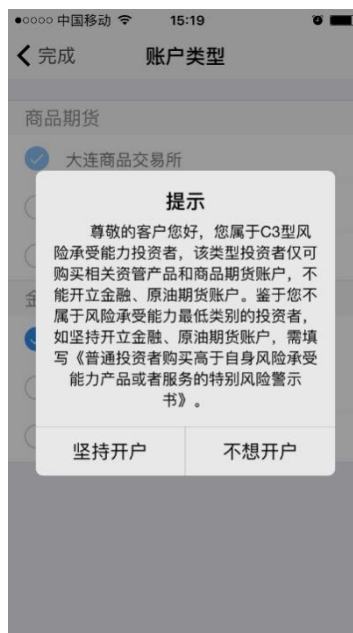 中国移动
15:19
完成
账户类型
商品期货
大连商品交易所
提示
尊敬的客户您好，您属于C3型风
险承受能力投资者，该类型投资者仅可
购买相关资管产品和商品期货账户，不
能开立金融、原油期货账户。鉴于您不
属于风险承受能力最低类别的投资者，
如坚持开立金融、原油期货账户，需填
写《普通投资者购买高于自身风险承受
能力产品或者服务的特别风险警示
书》。
坚持开户
不想开户